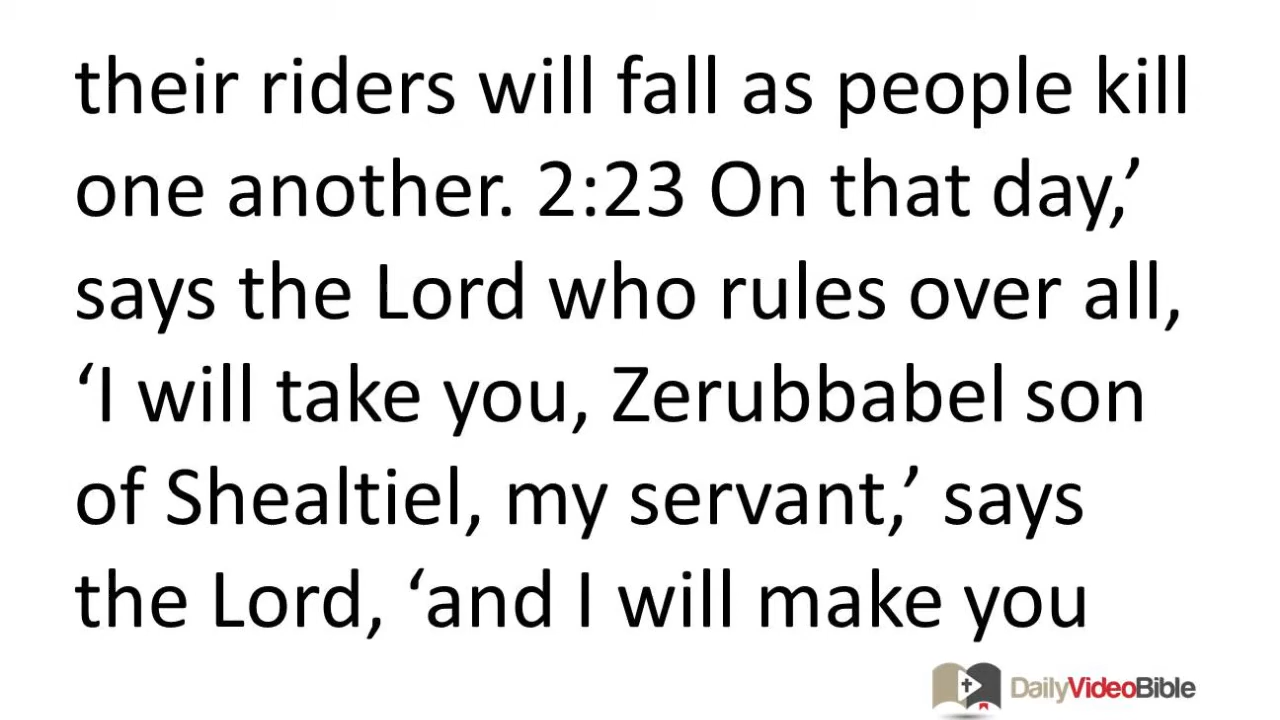 their riders will fall as people kill
one another. 2:23 On that day,’
says the Lord who rules over all,
‘I will take you, Zerubbabel son
of Shealtiel, my servant,’ says
the Lord, ‘and I will make you
DailyVideoBible